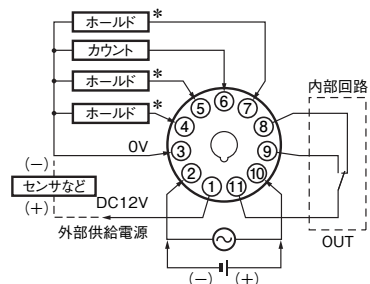 ホールド *
カウント
ホールド *
ホールド *
内部回路
⑥
⑤ ⑦
④ ⑧
0V ③ ⑨
② ⑩
① ⑪
(−)
センサなど
(+)
DC12V
外部供給電源
OUT
(−) (+)